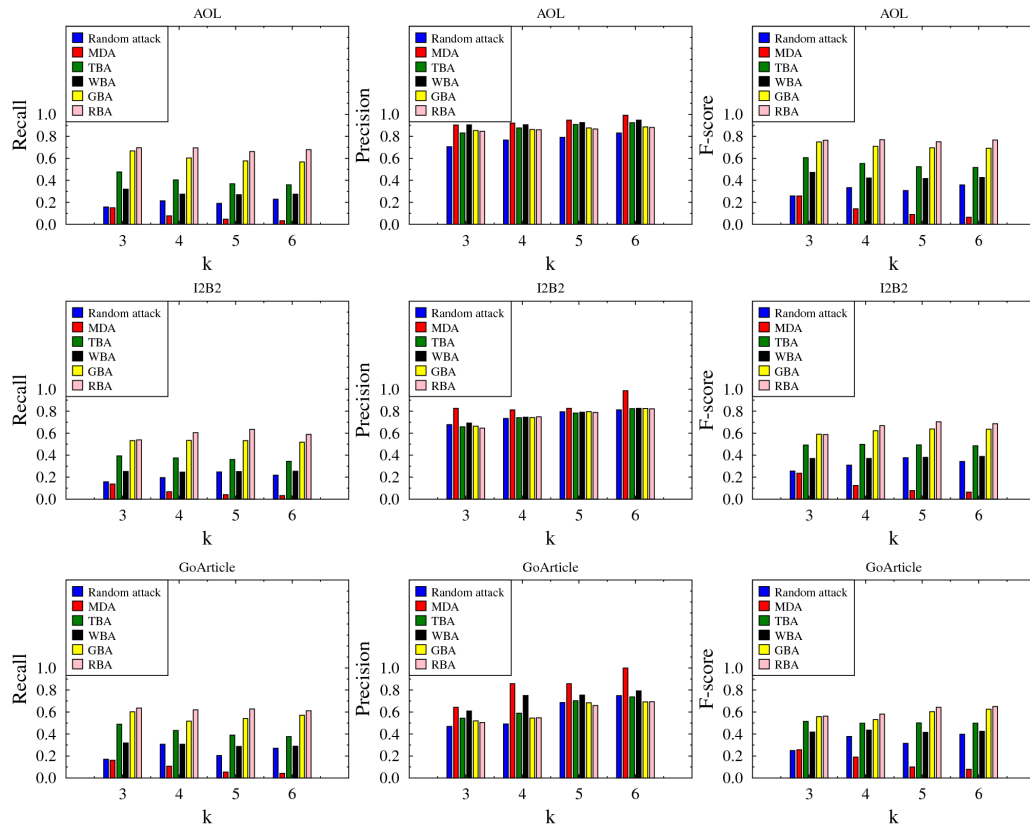 AOL
Random attack
MDA
TBA
WBA
GBA
RBA
Recall
1.0
0.8
0.6
0.4
0.2
0.0
3 4 5 6
k
AOL
Random attack
MDA
TBA
WBA
GBA
RBA
Precision
1.0
0.8
0.6
0.4
0.2
0.0
3 4 5 6
k
AOL
Random attack
MDA
TBA
WBA
GBA
RBA
F-score
1.0
0.8
0.6
0.4
0.2
0.0
3 4 5 6
k
I2B2
Random attack
MDA
TBA
WBA
GBA
RBA
Recall
1.0
0.8
0.6
0.4
0.2
0.0
3 4 5 6
k
I2B2
Random attack
MDA
TBA
WBA
GBA
RBA
Precision
1.0
0.8
0.6
0.4
0.2
0.0
3 4 5 6
k
I2B2
Random attack
MDA
TBA
WBA
GBA
RBA
F-score
1.0
0.8
0.6
0.4
0.2
0.0
3 4 5 6
k
GoArticle
Random attack
MDA
TBA
WBA
GBA
RBA
Recall
1.0
0.8
0.6
0.4
0.2
0.0
3 4 5 6
k
GoArticle
Random attack
MDA
TBA
WBA
GBA
RBA
Precision
1.0
0.8
0.6
0.4
0.2
0.0
3 4 5 6
k
GoArticle
Random attack
MDA
TBA
WBA
GBA
RBA
F-score
1.0
0.8
0.6
0.4
0.2
0.0
3 4 5 6
k